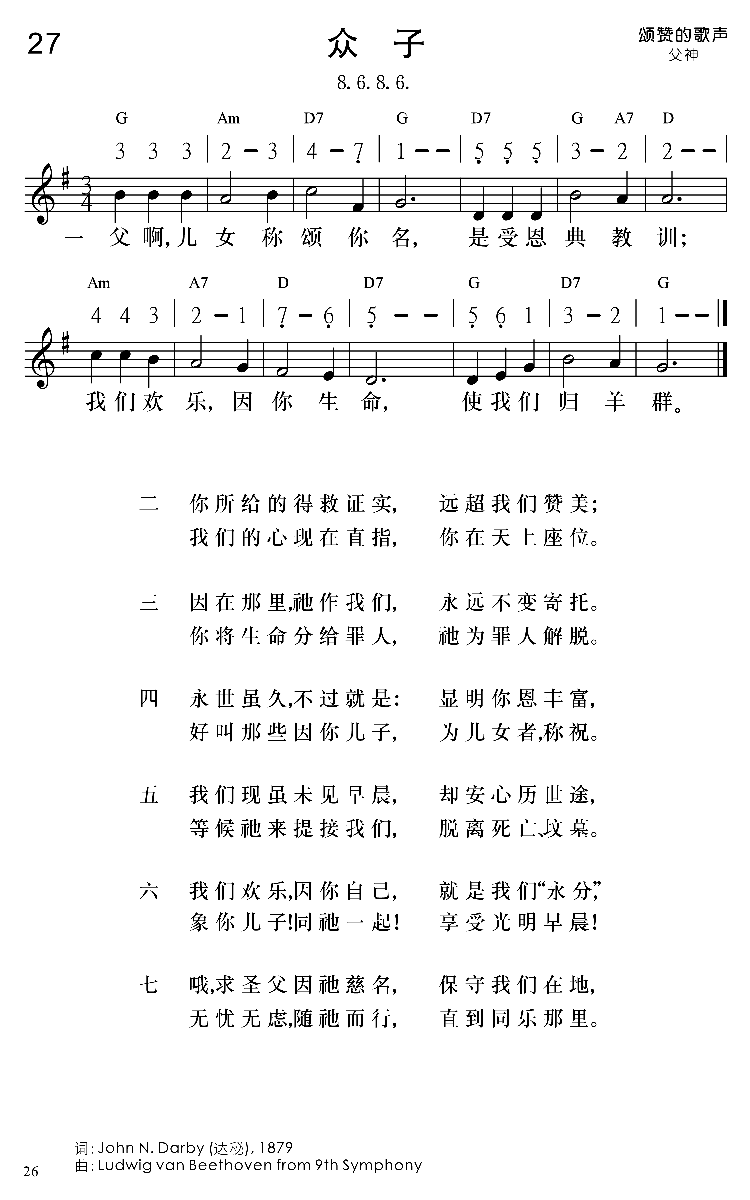 27 众 子 颂赞的歌声
父神
8. 6. 8. 6.
G Am D7 G D7 G A7 D
3 3 3 | 2 – 3 | 4 – 7 | 1 – – | 5 5 5 | 3 – 2 | 2 – – |
3/4
一 父啊,儿女称颂你名, 是受恩典教训;
Am A7 D D7 G D7 G
4 4 3 | 2 – 1 | 7 – 6 | 5 – – | 5 6 1 | 3 – 2 | 1 – – ‖
我们欢乐,因你生命, 使我们归羊群。
二 你所给的得救证实, 远超我们赞美;
我们的心现在直指, 你在天上座位。
三 因在那里,祂作我们, 永远不变寄托。
你将生命分给罪人, 祂为罪人解脱。
四 永世虽久,不过就是: 显明你恩丰富,
好叫那些因你儿子, 为儿女者,称祝。
五 我们现虽未见早晨, 却安心历世途,
等候祂来提接我们, 脱离死亡、坟墓。
六 我们欢乐,因你自己, 就是我们“永分”,
象你儿子!同祂一起! 享受光明早晨!
七 哦,求圣父因祂慈名, 保守我们在地,
无忧无虑,随祂而行, 直到同乐那里。
词: John N. Darby (达秘), 1879
曲: Ludwig van Beethoven from 9th Symphony
26